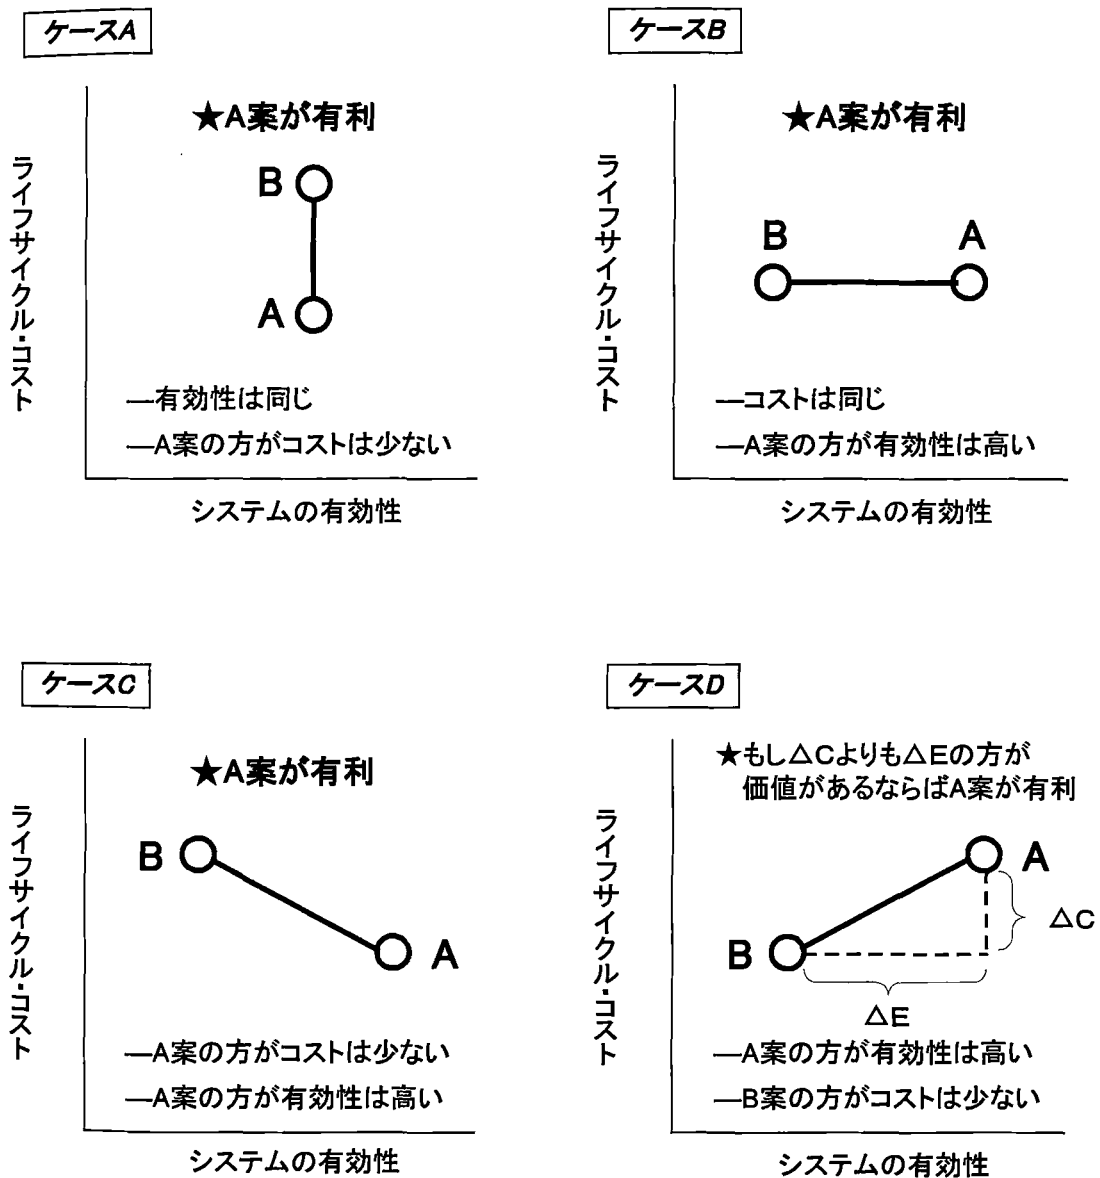 ケースA
★A案が有利
B
A
—有効性は同じ
—A案の方がコストは少ない
ライフサイクル・コスト
システムの有効性
ケースB
★A案が有利
B A
—コストは同じ
—A案の方が有効性は高い
ライフサイクル・コスト
システムの有効性
ケースC
★A案が有利
B
A
—A案の方がコストは少ない
—A案の方が有効性は高い
ライフサイクル・コスト
システムの有効性
ケースD
★もし△Cよりも△Eの方が
価値があるならばA案が有利
A
△C
B
△E
—A案の方が有効性は高い
—B案の方がコストは少ない
ライフサイクル・コスト
システムの有効性